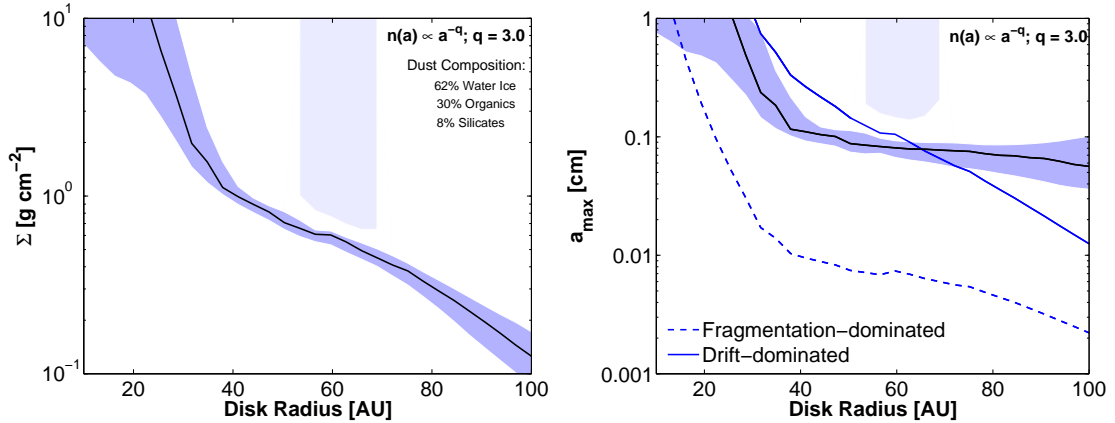 n(a) ∝ a^{-q}; q = 3.0
Dust Composition:
62% Water Ice
30% Organics
8% Silicates
10^1
10^0
10^{-1}
Σ [g cm^{-2}]
20 40 60 80 100
Disk Radius [AU]
n(a) ∝ a^{-q}; q = 3.0
1
0.1
0.01
0.001
a_{max} [cm]
Fragmentation-dominated
Drift-dominated
20 40 60 80 100
Disk Radius [AU]